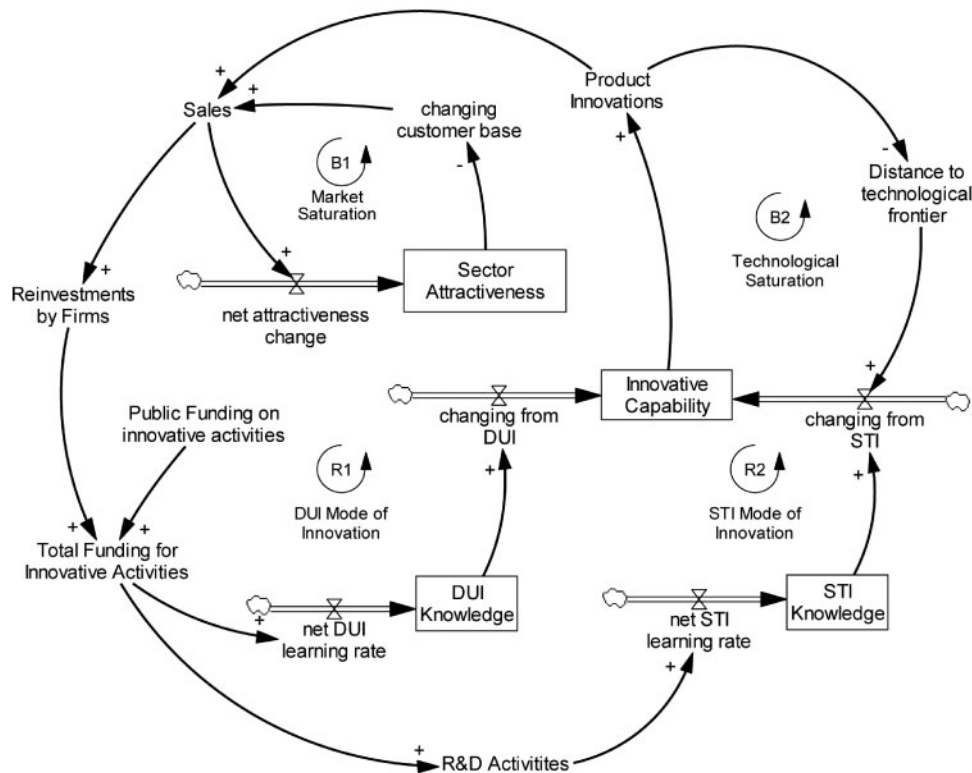 Product
Innovations
Sales
changing
customer base
B1
Market
Saturation
Distance to
technological
frontier
B2
Technological
Saturation
Sector
Attractiveness
Reinvestments
by Firms
net attractiveness
change
Innovative
Capability
Public Funding on
innovative activities
changing from
DUI
changing from
STI
R1
DUI Mode of
Innovation
R2
STI Mode of
Innovation
Total Funding for
Innovative Activities
DUI
Knowledge
STI
Knowledge
net DUI
learning rate
net STI
learning rate
R&D Activitites
+
+
+
+
-
-
+
+
+
+
+
+
+
+
+
+